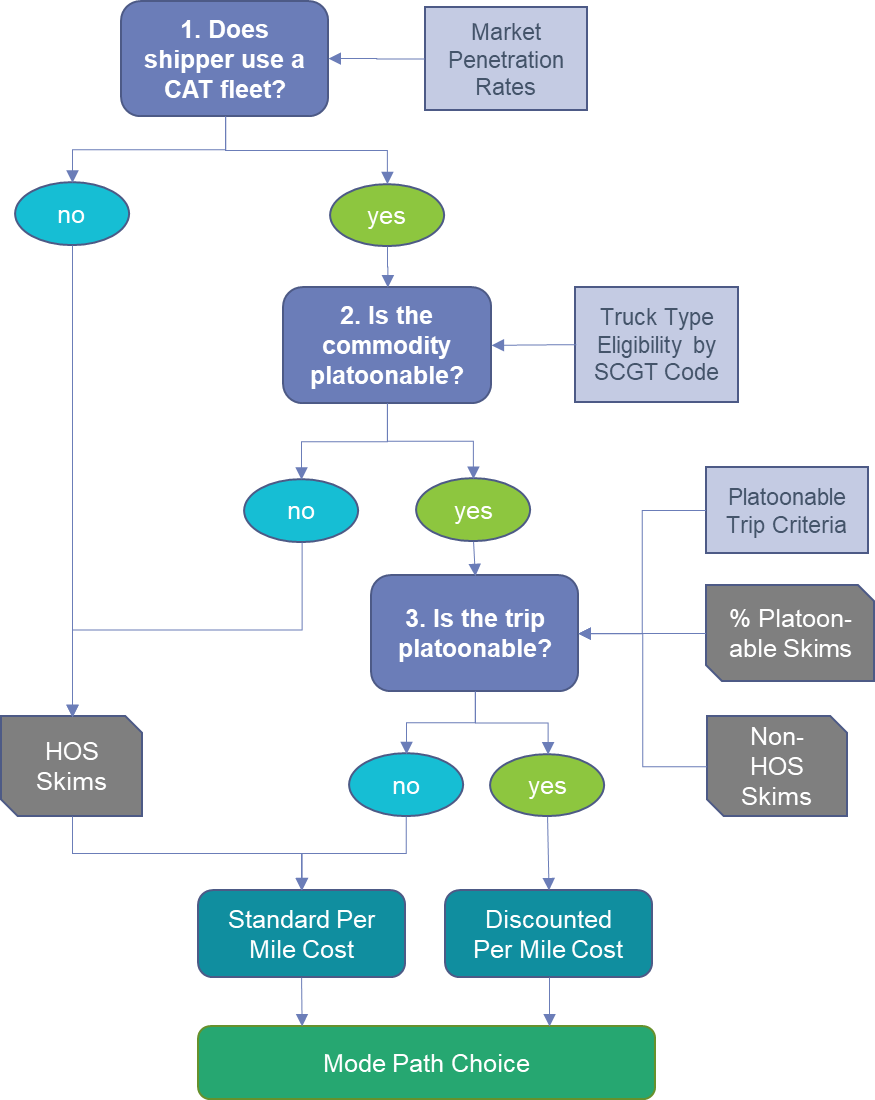 1. Does
shipper use a
CAT fleet?
Market
Penetration
Rates
no
yes
2. Is the
commodity
platoonable?
Truck Type
Eligibility by
SCGT Code
no
yes
Platoonable
Trip Criteria
3. Is the trip
platoonable?
% Platoon-
able Skims
HOS
Skims
no
yes
Non-
HOS
Skims
Standard Per
Mile Cost
Discounted
Per Mile Cost
Mode Path Choice